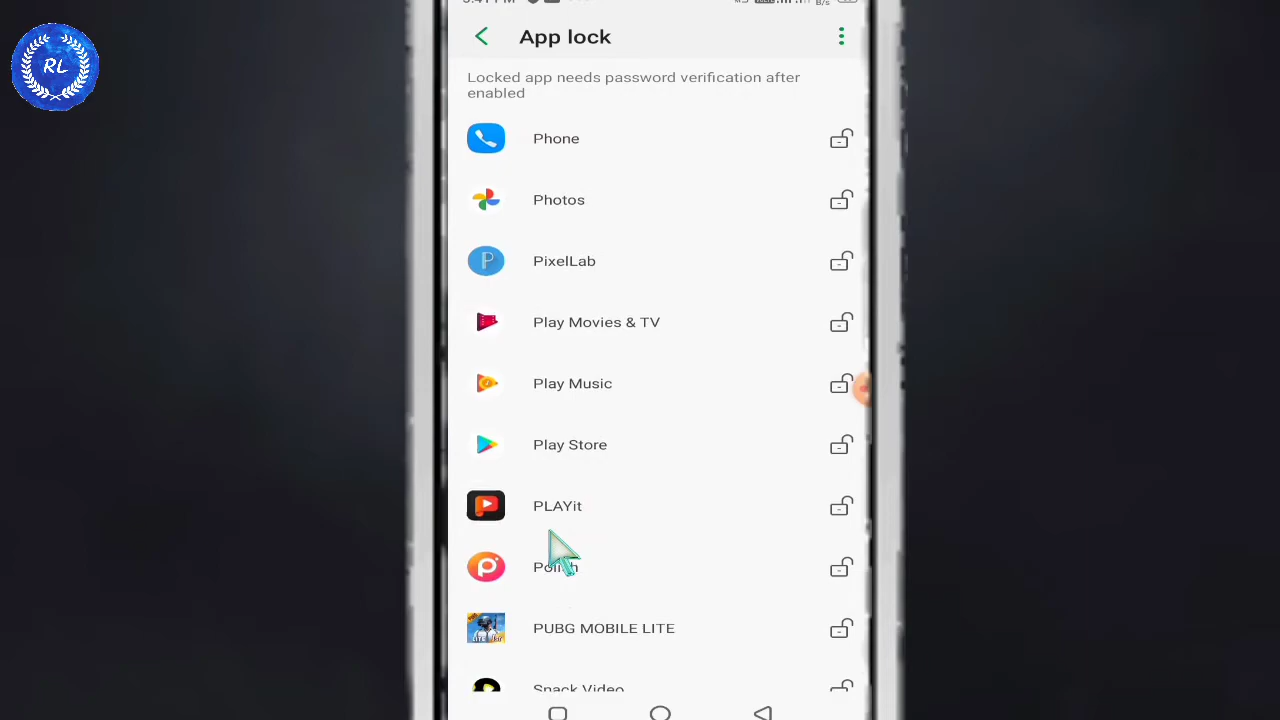 RL
App lock
Locked app needs password verification after
enabled
Phone
Photos
PixelLab
Play Movies & TV
Play Music
Play Store
PLAYit
PUBG MOBILE LITE
Snack Video
B/s